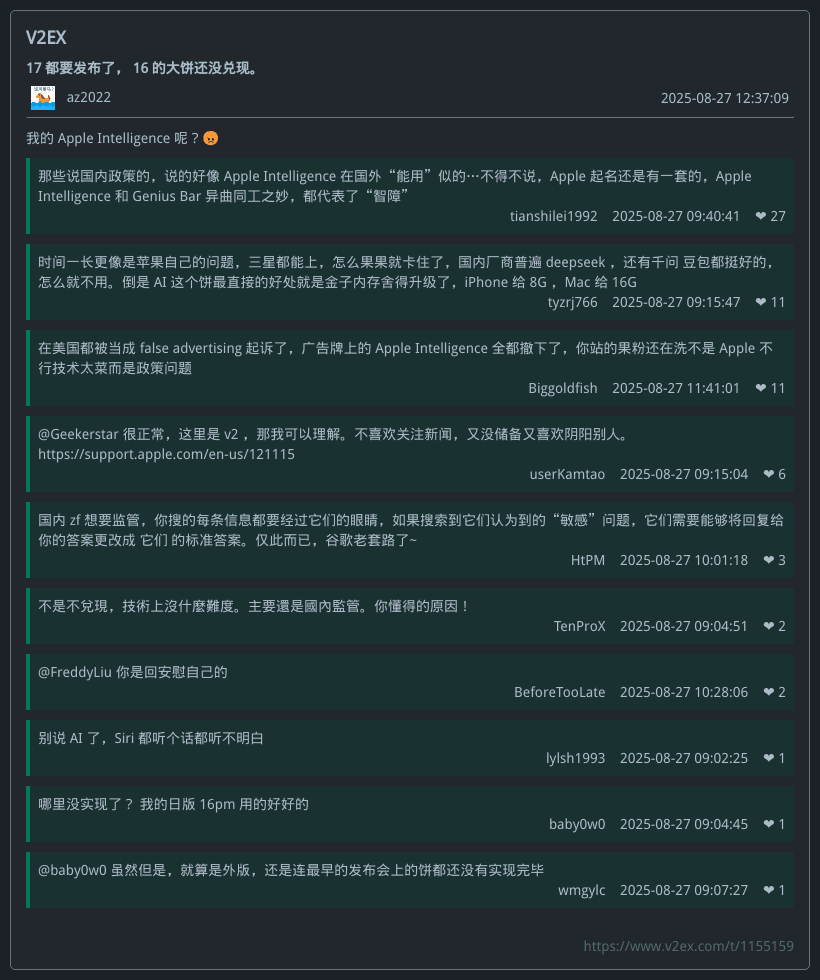 V2EX
17 都要发布了， 16 的大饼还没兑现。
az2022
2025-08-27 12:37:09
我的 Apple Intelligence 呢？😡
那些说国内政策的，说的好像 Apple Intelligence 在国外“能用”似的…不得不说，Apple 起名还是有一套的，Apple
Intelligence 和 Genius Bar 异曲同工之妙，都代表了“智障”
tianshilei1992 2025-08-27 09:40:41 ❤ 27
时间一长更像是苹果自己的问题，三星都能上，怎么果果就卡住了，国内厂商普遍 deepseek ，还有千问 豆包都挺好的，
怎么就不用。倒是 AI 这个饼最直接的好处就是金子内存舍得升级了，iPhone 给 8G ，Mac 给 16G
tyzrj766 2025-08-27 09:15:47 ❤ 11
在美国都被当成 false advertising 起诉了，广告牌上的 Apple Intelligence 全都撤下了，你站的果粉还在洗不是 Apple 不
行技术太菜而是政策问题
Biggoldfish 2025-08-27 11:41:01 ❤ 11
@Geekerstar 很正常，这里是 v2 ，那我可以理解。不喜欢关注新闻，又没储备又喜欢阴阳别人。
https://support.apple.com/en-us/121115
userKamtao 2025-08-27 09:15:04 ❤ 6
国内 zf 想要监管，你搜的每条信息都要经过它们的眼睛，如果搜索到它们认为到的“敏感”问题，它们需要能够将回复给
你的答案更改成 它们 的标准答案。仅此而已，谷歌老套路了~
HtPM 2025-08-27 10:01:18 ❤ 3
不是不兌現，技術上沒什麼難度。主要還是國內監管。你懂得的原因！
TenProX 2025-08-27 09:04:51 ❤ 2
@FreddyLiu 你是回安慰自己的
BeforeTooLate 2025-08-27 10:28:06 ❤ 2
别说 AI 了，Siri 都听个话都听不明白
lylsh1993 2025-08-27 09:02:25 ❤ 1
哪里没实现了？ 我的日版 16pm 用的好好的
baby0w0 2025-08-27 09:04:45 ❤ 1
@baby0w0 虽然但是，就算是外版，还是连最早的发布会上的饼都还没有实现完毕
wmgylc 2025-08-27 09:07:27 ❤ 1
https://www.v2ex.com/t/1155159